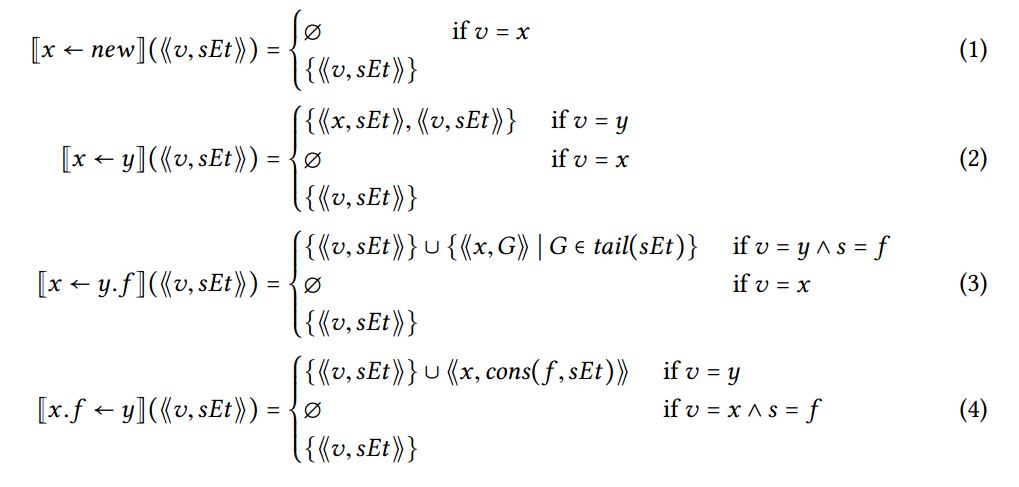 ∅ if v = x
⟦x ← new⟧(⟪v, sEt⟫) = (1)
{⟪v, sEt⟫}
{⟪x, sEt⟫, ⟪v, sEt⟫} if v = y
⟦x ← y⟧(⟪v, sEt⟫) = ∅ if v = x (2)
{⟪v, sEt⟫}
{⟪v, sEt⟫} ∪ {⟪x, G⟫ | G ∈ tail(sEt)} if v = y ∧ s = f
⟦x ← y.f⟧(⟪v, sEt⟫) = ∅ if v = x (3)
{⟪v, sEt⟫}
{⟪v, sEt⟫} ∪ ⟪x, cons(f, sEt)⟫ if v = y
⟦x.f ← y⟧(⟪v, sEt⟫) = ∅ if v = x ∧ s = f (4)
{⟪v, sEt⟫}